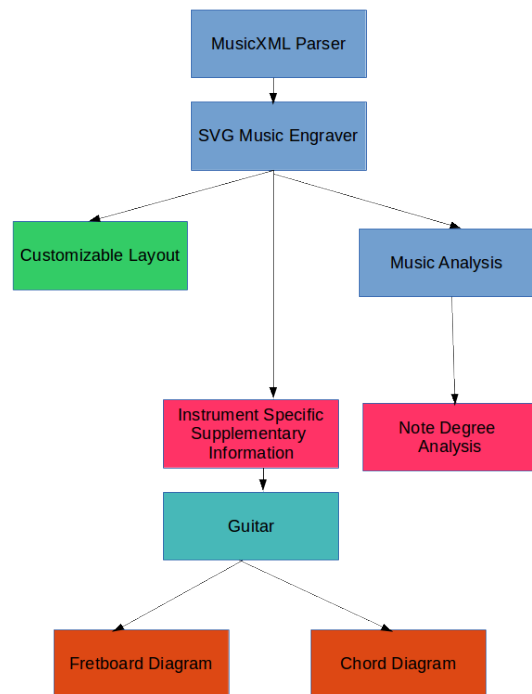 MusicXML Parser
SVG Music Engraver
Customizable Layout
Music Analysis
Instrument Specific
Supplementary
Information
Note Degree
Analysis
Guitar
Fretboard Diagram
Chord Diagram